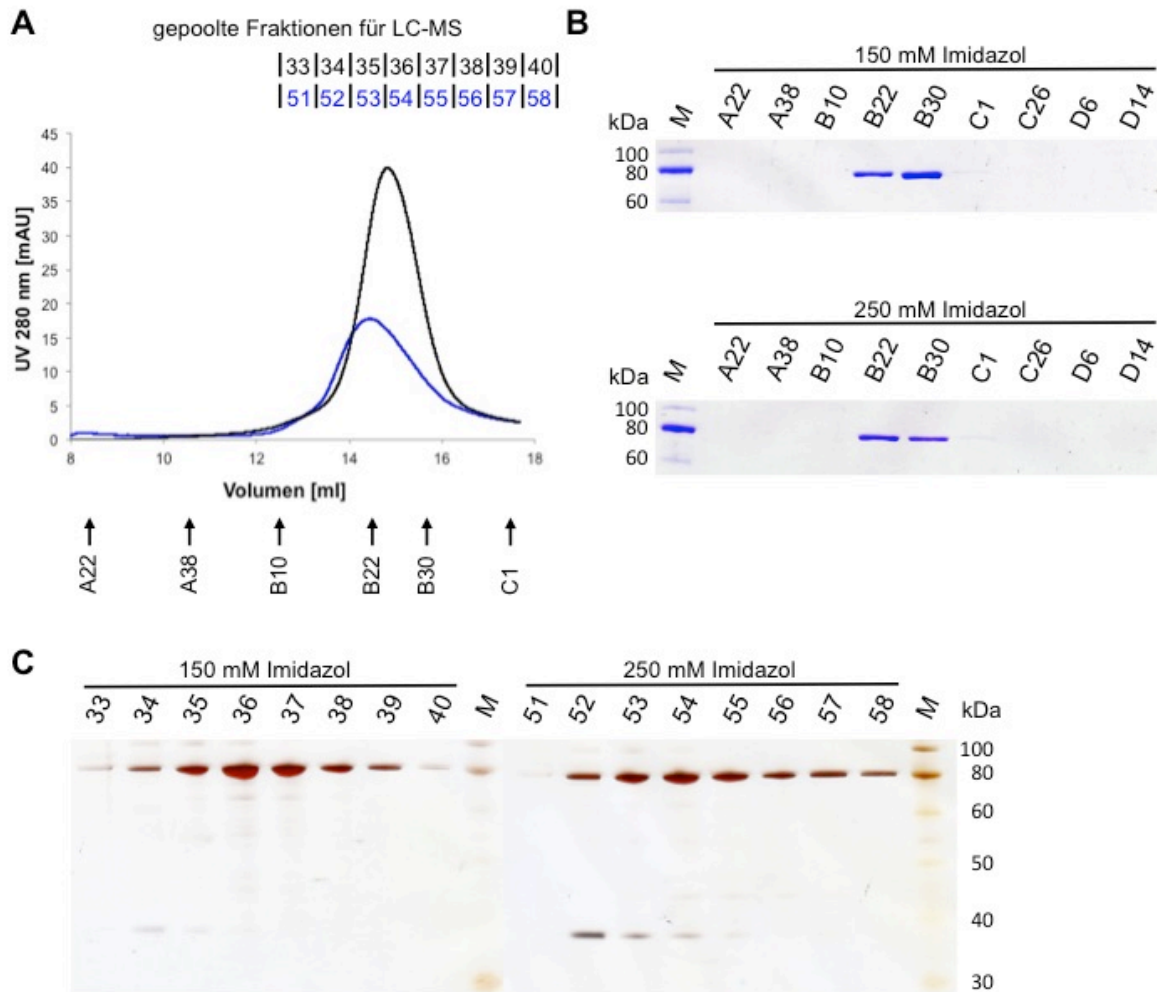 A
gepoolte Fraktionen für LC-MS
|33|34|35|36|37|38|39|40|
|51|52|53|54|55|56|57|58|
UV 280 nm [mAU]
45
40
35
30
25
20
15
10
5
0
8 10 12 14 16 18
Volumen [ml]
A22 A38 B10 B22 B30 C1
B
150 mM Imidazol
kDa M A22 A38 B10 B22 B30 C1 C26 D6 D14
100
80
60
250 mM Imidazol
kDa M A22 A38 B10 B22 B30 C1 C26 D6 D14
100
80
60
C
150 mM Imidazol 250 mM Imidazol
33 34 35 36 37 38 39 40 M 51 52 53 54 55 56 57 58 M kDa
100
80
60
50
40
30